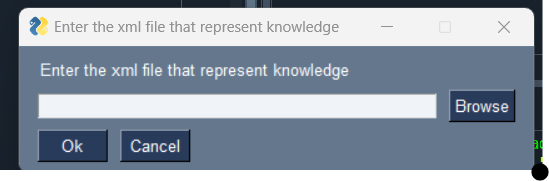 Enter the xml file that represent knowledge
Enter the xml file that represent knowledge
Browse
Ok Cancel